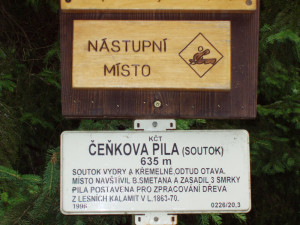 NÁSTUPNÍ
MÍSTO
KČT
ČEŇKOVA PILA (SOUTOK)
635 m
SOUTOK VYDRY A KŘEMELNÉ, ODTUD OTAVA.
MÍSTO NAVŠTÍVIL B.SMETANA A ZASADIL 3 SMRKY
PILA POSTAVENA PRO ZPRACOVÁNÍ DŘEVA
Z LESNÍCH KALAMIT V L.1863-70.
1996 0226/20.3